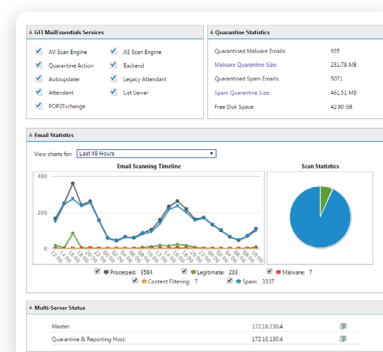 GFI MailEssentials Services
AV Scan Engine
AS Scan Engine
Quarantine Action
Backend
Autoupdater
Legacy Attendant
Attendant
List Server
POP2Exchange
Quarantine Statistics
Quarantined Malware Emails: 935
Malware Quarantine Size: 231.78 MB
Quarantined Spam Emails: 5071
Spam Quarantine Size: 461.51 MB
Free Disk Space: 42.90 GB
Email Statistics
View charts for: Last 48 Hours
Email Scanning Timeline
Scan Statistics
400
200
0
Processed: 3584
Legitimate: 233
Malware: 7
Content Filtering: 7
Spam: 3337
Multi-Server Status
Master: 172.16.130.4
Quarantine & Reporting Host: 172.16.130.4